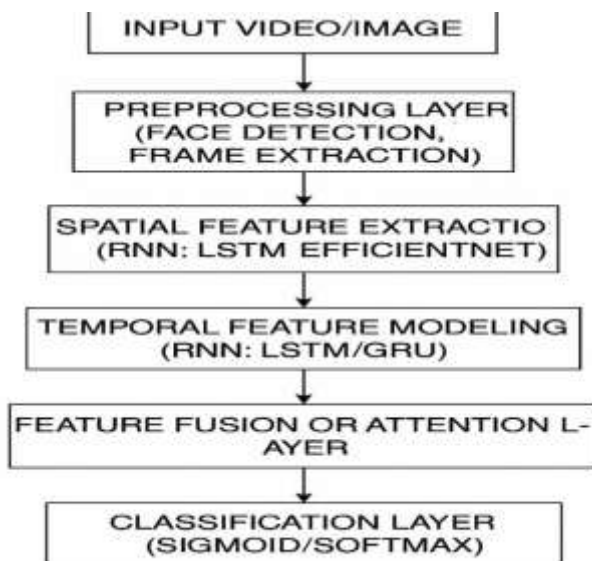 INPUT VIDEO/IMAGE
PREPROCESSING LAYER
(FACE DETECTION,
FRAME EXTRACTION)
SPATIAL FEATURE EXTRACTIO
(RNN: LSTM EFFICIENTNET)
TEMPORAL FEATURE MODELING
(RNN: LSTM/GRU)
FEATURE FUSION OR ATTENTION L-
AYER
CLASSIFICATION LAYER
(SIGMOID/SOFTMAX)